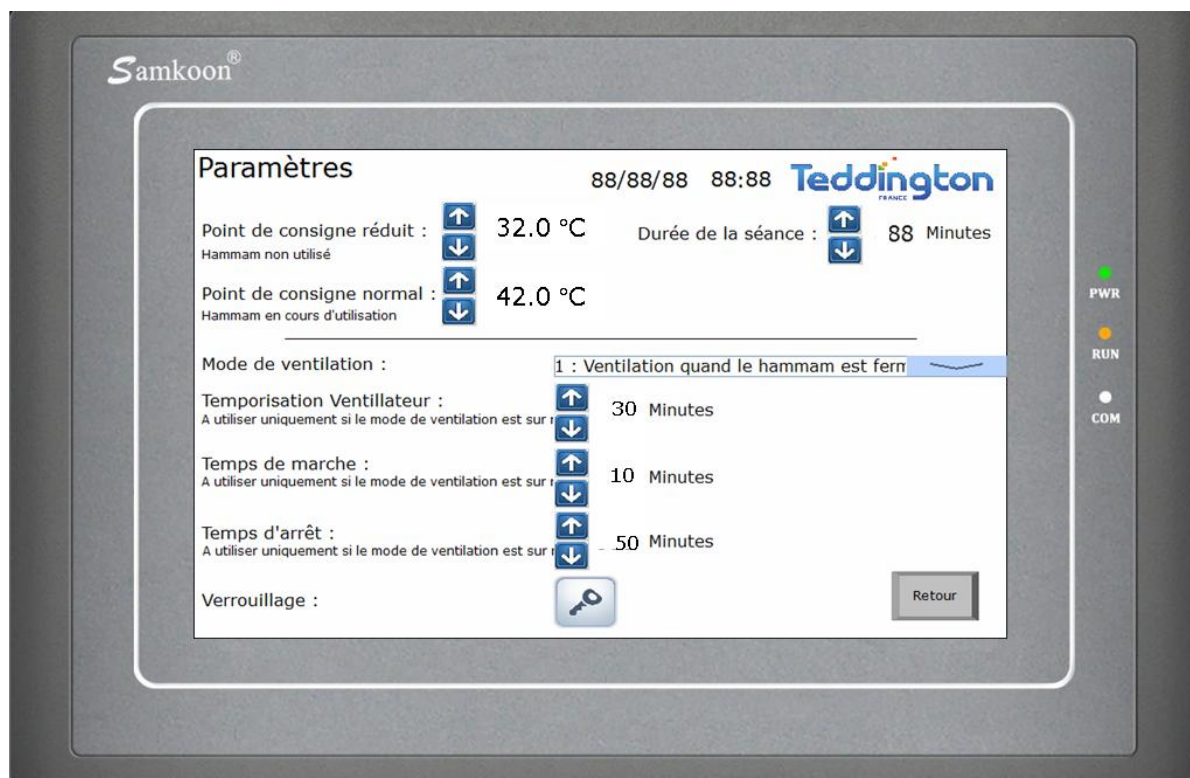 Samkoon®
Paramètres
88/88/88 88:88
Teddington
FRANCE
Point de consigne réduit : 32.0 °C
Hammam non utilisé
Durée de la séance : 88 Minutes
Point de consigne normal : 42.0 °C
Hammam en cours d'utilisation
Mode de ventilation : 1 : Ventilation quand le hammam est ferm
Temporisation Ventillateur : 30 Minutes
A utiliser uniquement si le mode de ventilation est sur
Temps de marche : 10 Minutes
A utiliser uniquement si le mode de ventilation est sur
Temps d'arrêt : 50 Minutes
A utiliser uniquement si le mode de ventilation est sur
Verrouillage :
Retour
PWR
RUN
COM